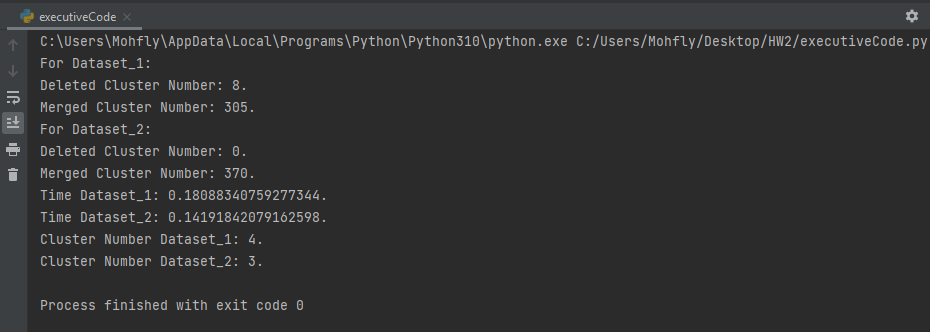 executiveCode
C:\Users\Mohfly\AppData\Local\Programs\Python\Python310\python.exe C:/Users/Mohfly/Desktop/HW2/executiveCode.py
For Dataset_1:
Deleted Cluster Number: 8.
Merged Cluster Number: 305.
For Dataset_2:
Deleted Cluster Number: 0.
Merged Cluster Number: 370.
Time Dataset_1: 0.18088340759277344.
Time Dataset_2: 0.14191842079162598.
Cluster Number Dataset_1: 4.
Cluster Number Dataset_2: 3.
Process finished with exit code 0